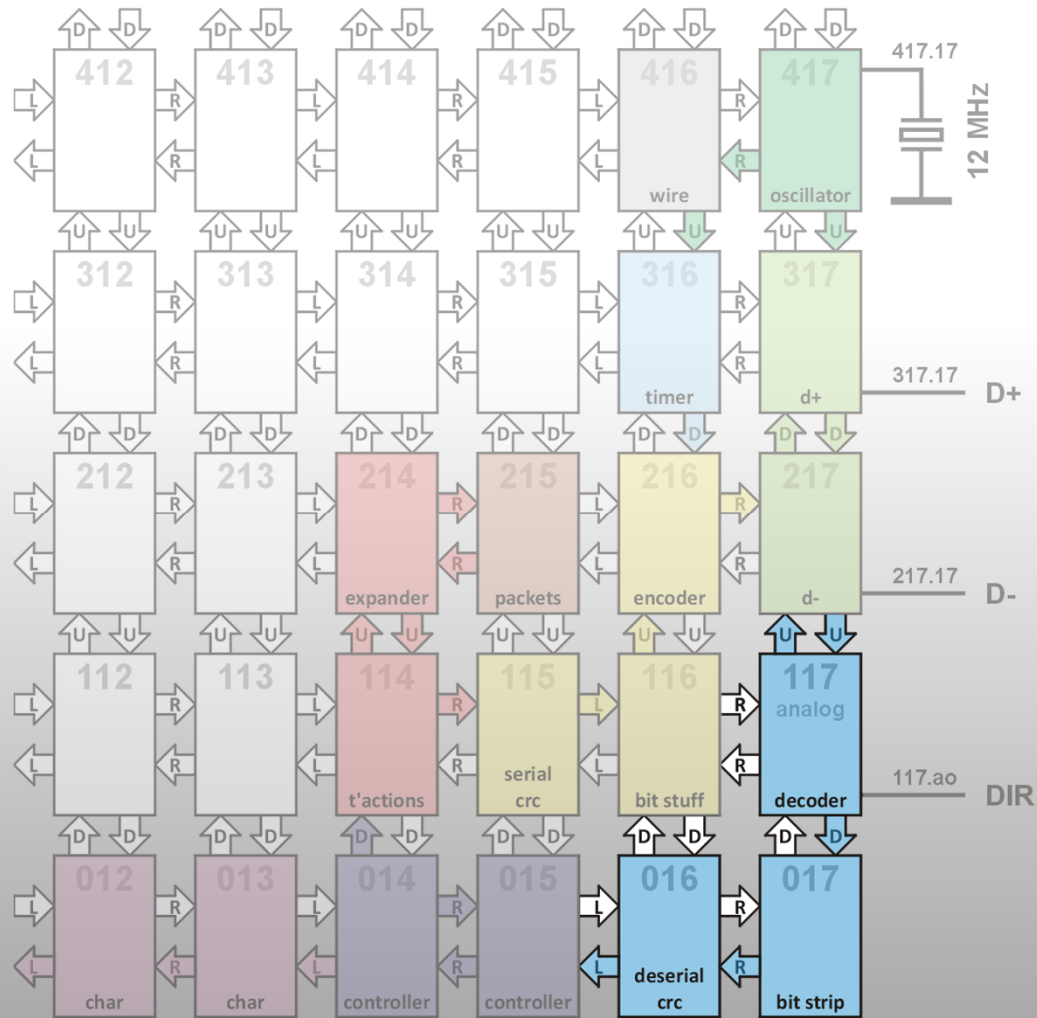 D D D D D D D D D D D D
412 413 414 415 416 417 417.17
L R L R L R
12 MHz
L R L R L R
wire oscillator
U U U U U U U U U U U U
312 313 314 315 316 317
L R L R L R
L R L R L R 317.17 D+
timer d+
D D D D D D D D D D D D
212 213 214 215 216 217
L R L R L R
L R L R L R 217.17 D-
expander packets encoder d-
U U U U U U U U U U U U
112 113 114 115 116 117
analog
L R L R L R
L R L R L R 117.ao DIR
serial
t'actions crc bit stuff decoder
D D D D D D D D D D D D
012 013 014 015 016 017
L R L R L R
L R L R L R
deserial
char char controller controller crc bit strip